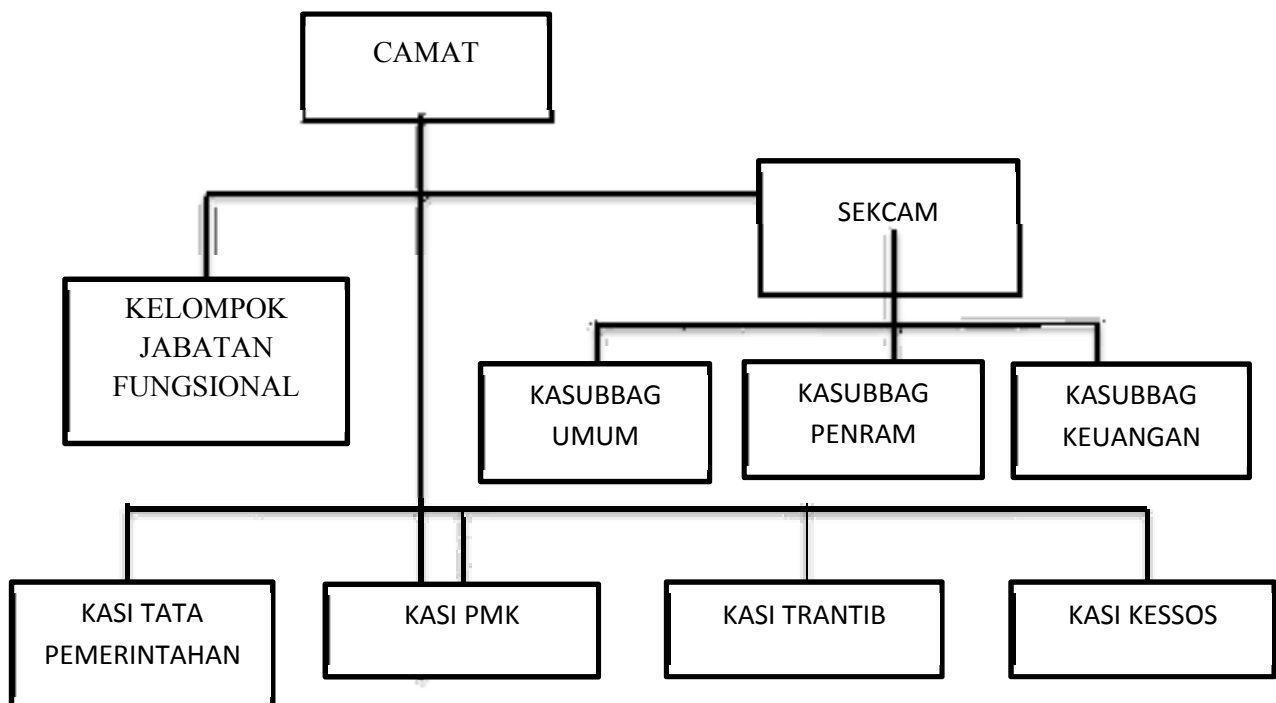 CAMAT
SEKCAM
KELOMPOK
JABATAN
FUNGSIONAL
KASUBBAG
UMUM
KASUBBAG
PENRAM
KASUBBAG
KEUANGAN
KASI TATA
PEMERINTAHAN
KASI PMK
KASI TRANTIB
KASI KESSOS